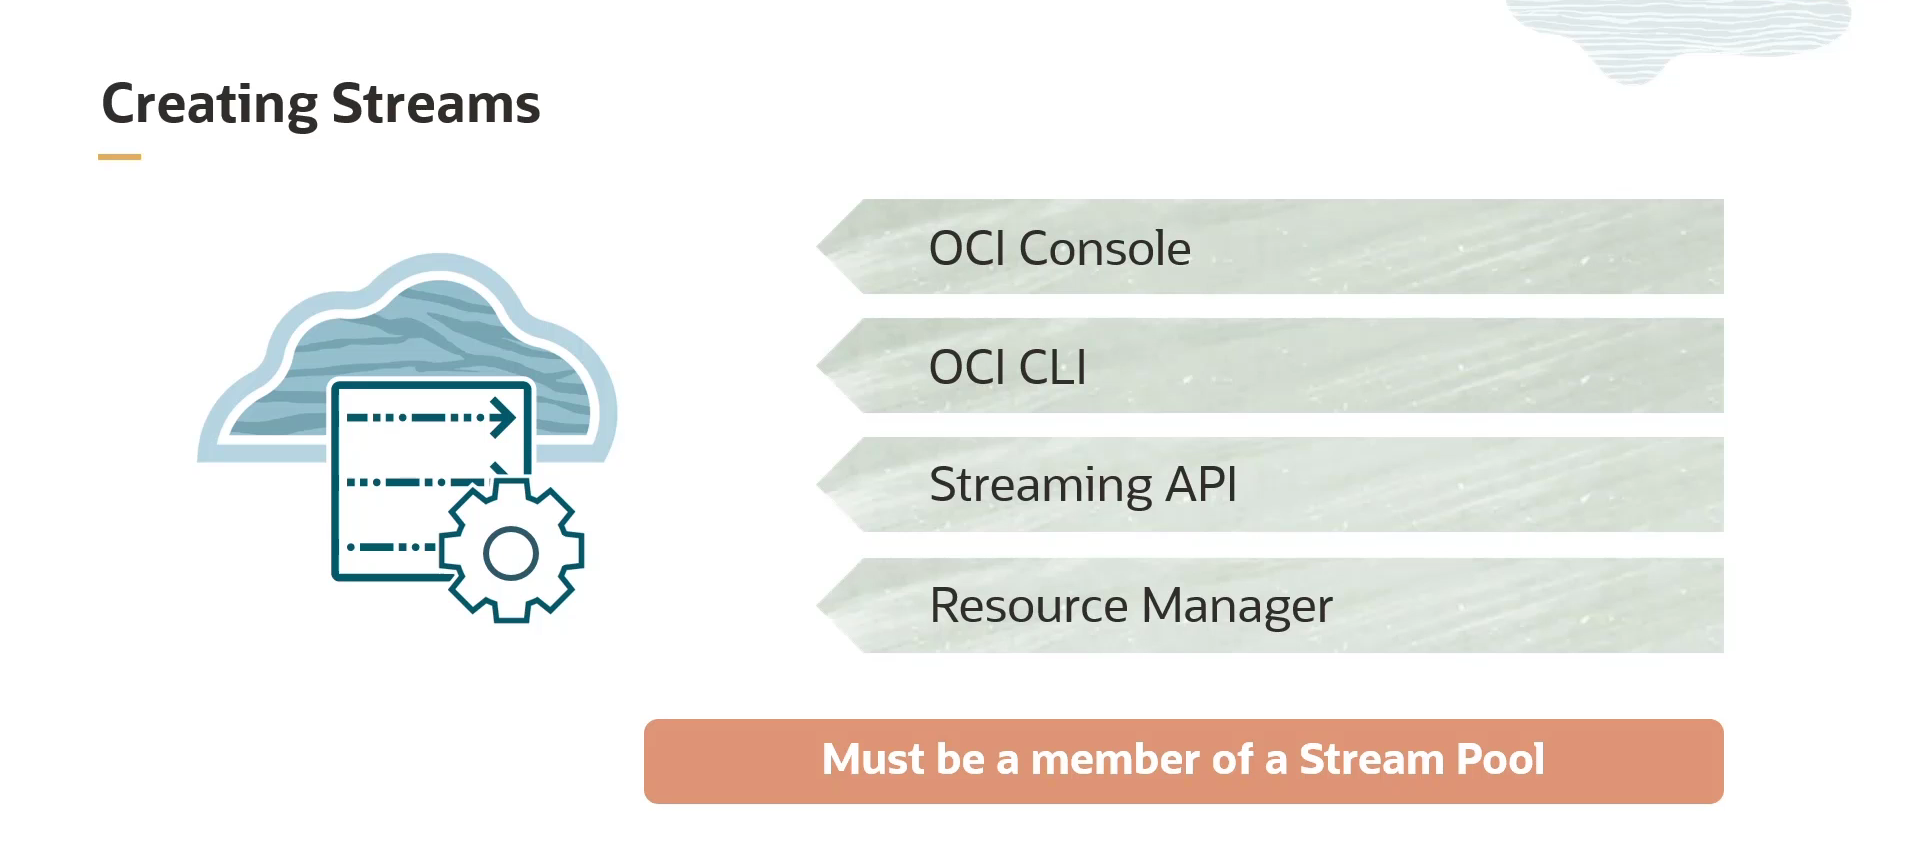 Creating Streams
OCI Console
OCI CLI
Streaming API
Resource Manager
Must be a member of a Stream Pool